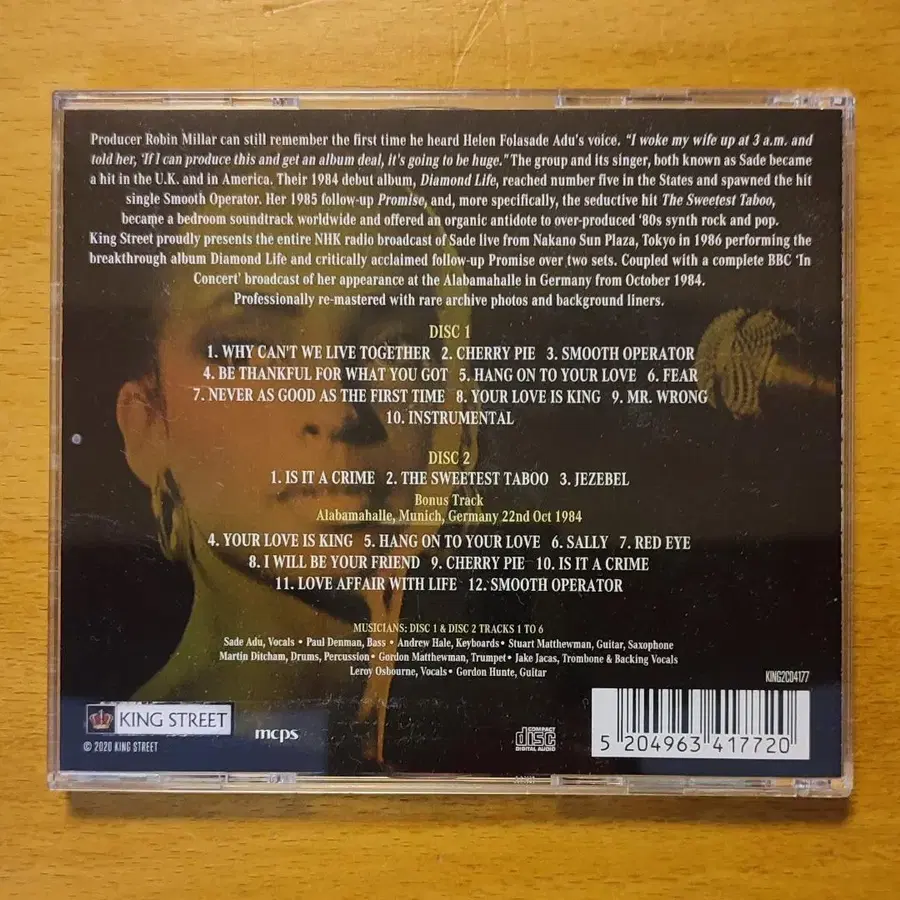 Producer Robin Millar can still remember the first time he heard Helen Folasade Adu's voice. "I woke my wife up at 3 a.m. and
told her, 'If I can produce this and get an album deal, it's going to be huge." The group and its singer, both known as Sade became
a hit in the U.K. and in America. Their 1984 debut album, Diamond Life, reached number five in the States and spawned the hit
single Smooth Operator. Her 1985 follow-up Promise, and, more specifically, the seductive hit The Sweetest Taboo,
became a bedroom soundtrack worldwide and offered an organic antidote to over-produced '80s synth rock and pop.
King Street proudly presents the entire NHK radio broadcast of Sade live from Nakano Sun Plaza, Tokyo in 1986 performing the
breakthrough album Diamond Life and critically acclaimed follow-up Promise over two sets. Coupled with a complete BBC 'In
Concert' broadcast of her appearance at the Alabamahalle in Germany from October 1984.
Professionally re-mastered with rare archive photos and background liners.
DISC 1
1. WHY CAN'T WE LIVE TOGETHER 2. CHERRY PIE 3. SMOOTH OPERATOR
4. BE THANKFUL FOR WHAT YOU GOT 5. HANG ON TO YOUR LOVE 6. FEAR
7. NEVER AS GOOD AS THE FIRST TIME 8. YOUR LOVE IS KING 9. MR. WRONG
10. INSTRUMENTAL
DISC 2
1. IS IT A CRIME 2. THE SWEETEST TABOO 3. JEZEBEL
Bonus Track
Alabamahalle, Munich, Germany 22nd Oct 1984
4. YOUR LOVE IS KING 5. HANG ON TO YOUR LOVE 6. SALLY 7. RED EYE
8. I WILL BE YOUR FRIEND 9. CHERRY PIE 10. IS IT A CRIME
11. LOVE AFFAIR WITH LIFE 12. SMOOTH OPERATOR
MUSICIANS: DISC 1 & DISC 2 TRACKS 1 TO 6
Sade Adu, Vocals • Paul Denman, Bass • Andrew Hale, Keyboards • Stuart Matthewman, Guitar, Saxophone
Martin Ditcham, Drums, Percussion • Gordon Matthewman, Trumpet • Jake Jacas, Trombone & Backing Vocals
Leroy Osbourne, Vocals • Gordon Hunte, Guitar
KING2CD4177
KING STREET
mcps
COMPACT
disc
DIGITAL AUDIO
© 2020 KING STREET
5 204963 417720